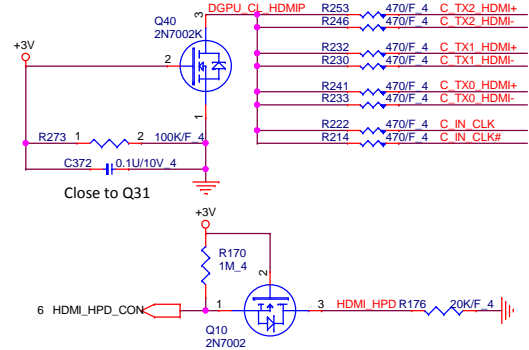 DGPU_CL_HDMIP
3
Q40
2N7002K
+3V
2
1
R253 470/F_4 C_TX2_HDMI+
R246 470/F_4 C_TX2_HDMI-
R232 470/F_4 C_TX1_HDMI+
R230 470/F_4 C_TX1_HDMI-
R241 470/F_4 C_TX0_HDMI+
R233 470/F_4 C_TX0_HDMI-
R222 470/F_4 C_IN_CLK
R214 470/F_4 C_IN_CLK#
R273 1 2 100K/F_4
C372 0.1U/10V_4
Close to Q31
+3V
R170
1M_4
2
6 HDMI_HPD_CON 1 3 HDMI_HPD R176 20K/F_4
Q10
2N7002